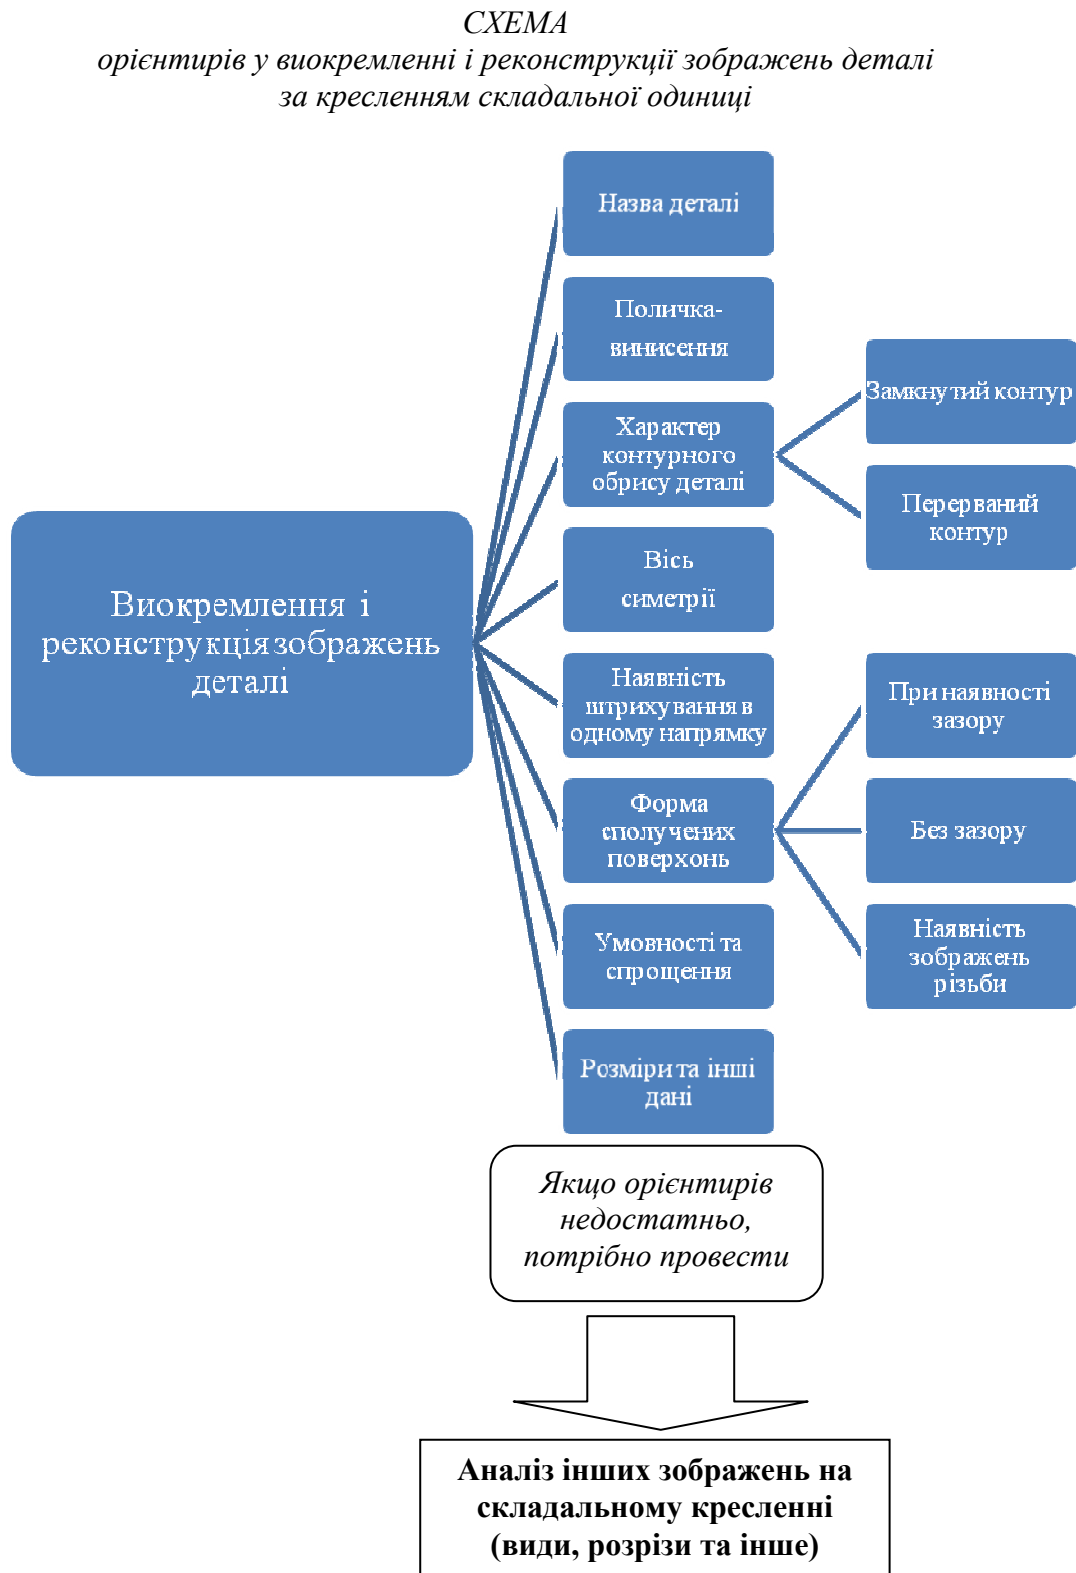 СХЕМА
орієнтирів у виокремленні і реконструкції зображень деталі
за кресленням складальної одиниці
Назва деталі
Поличка-
винисення
Характер
контурного
обрису деталі
Замкнутий контур
Перерваний
контур
Вісь
симетрії
Виокремлення і
реконструкція зображень
деталі
Наявність
штрихування в
одному напрямку
Форма
сполучених
поверхонь
При наявності
зазору
Без зазору
Наявність
зображень
різьби
Умовності та
спрощення
Розміри та інші
дані
Якщо орієнтирів
недостатньо,
потрібно провести
Аналіз інших зображень на
складальному кресленні
(види, розрізи та інше)